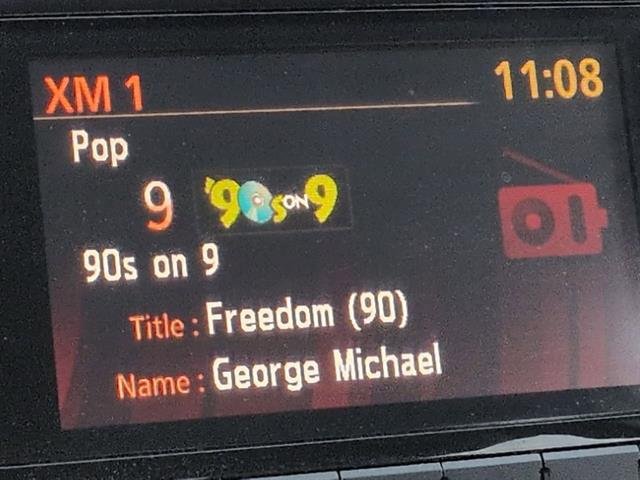 XM 1 11:08
Pop
9 '90s ON 9
90s on 9
Title : Freedom (90)
Name : George Michael